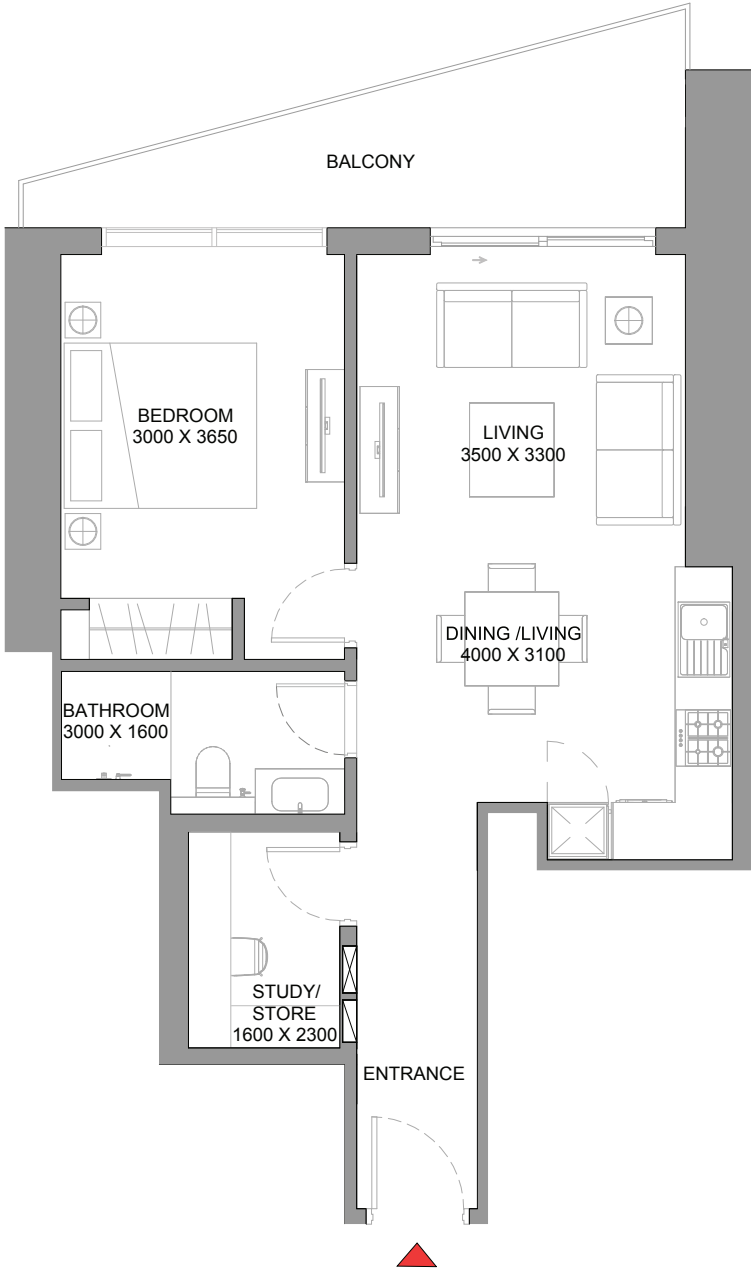 BALCONY
BEDROOM
3000 X 3650
LIVING
3500 X 3300
DINING /LIVING
4000 X 3100
BATHROOM
3000 X 1600
STUDY/
STORE
1600 X 2300
ENTRANCE